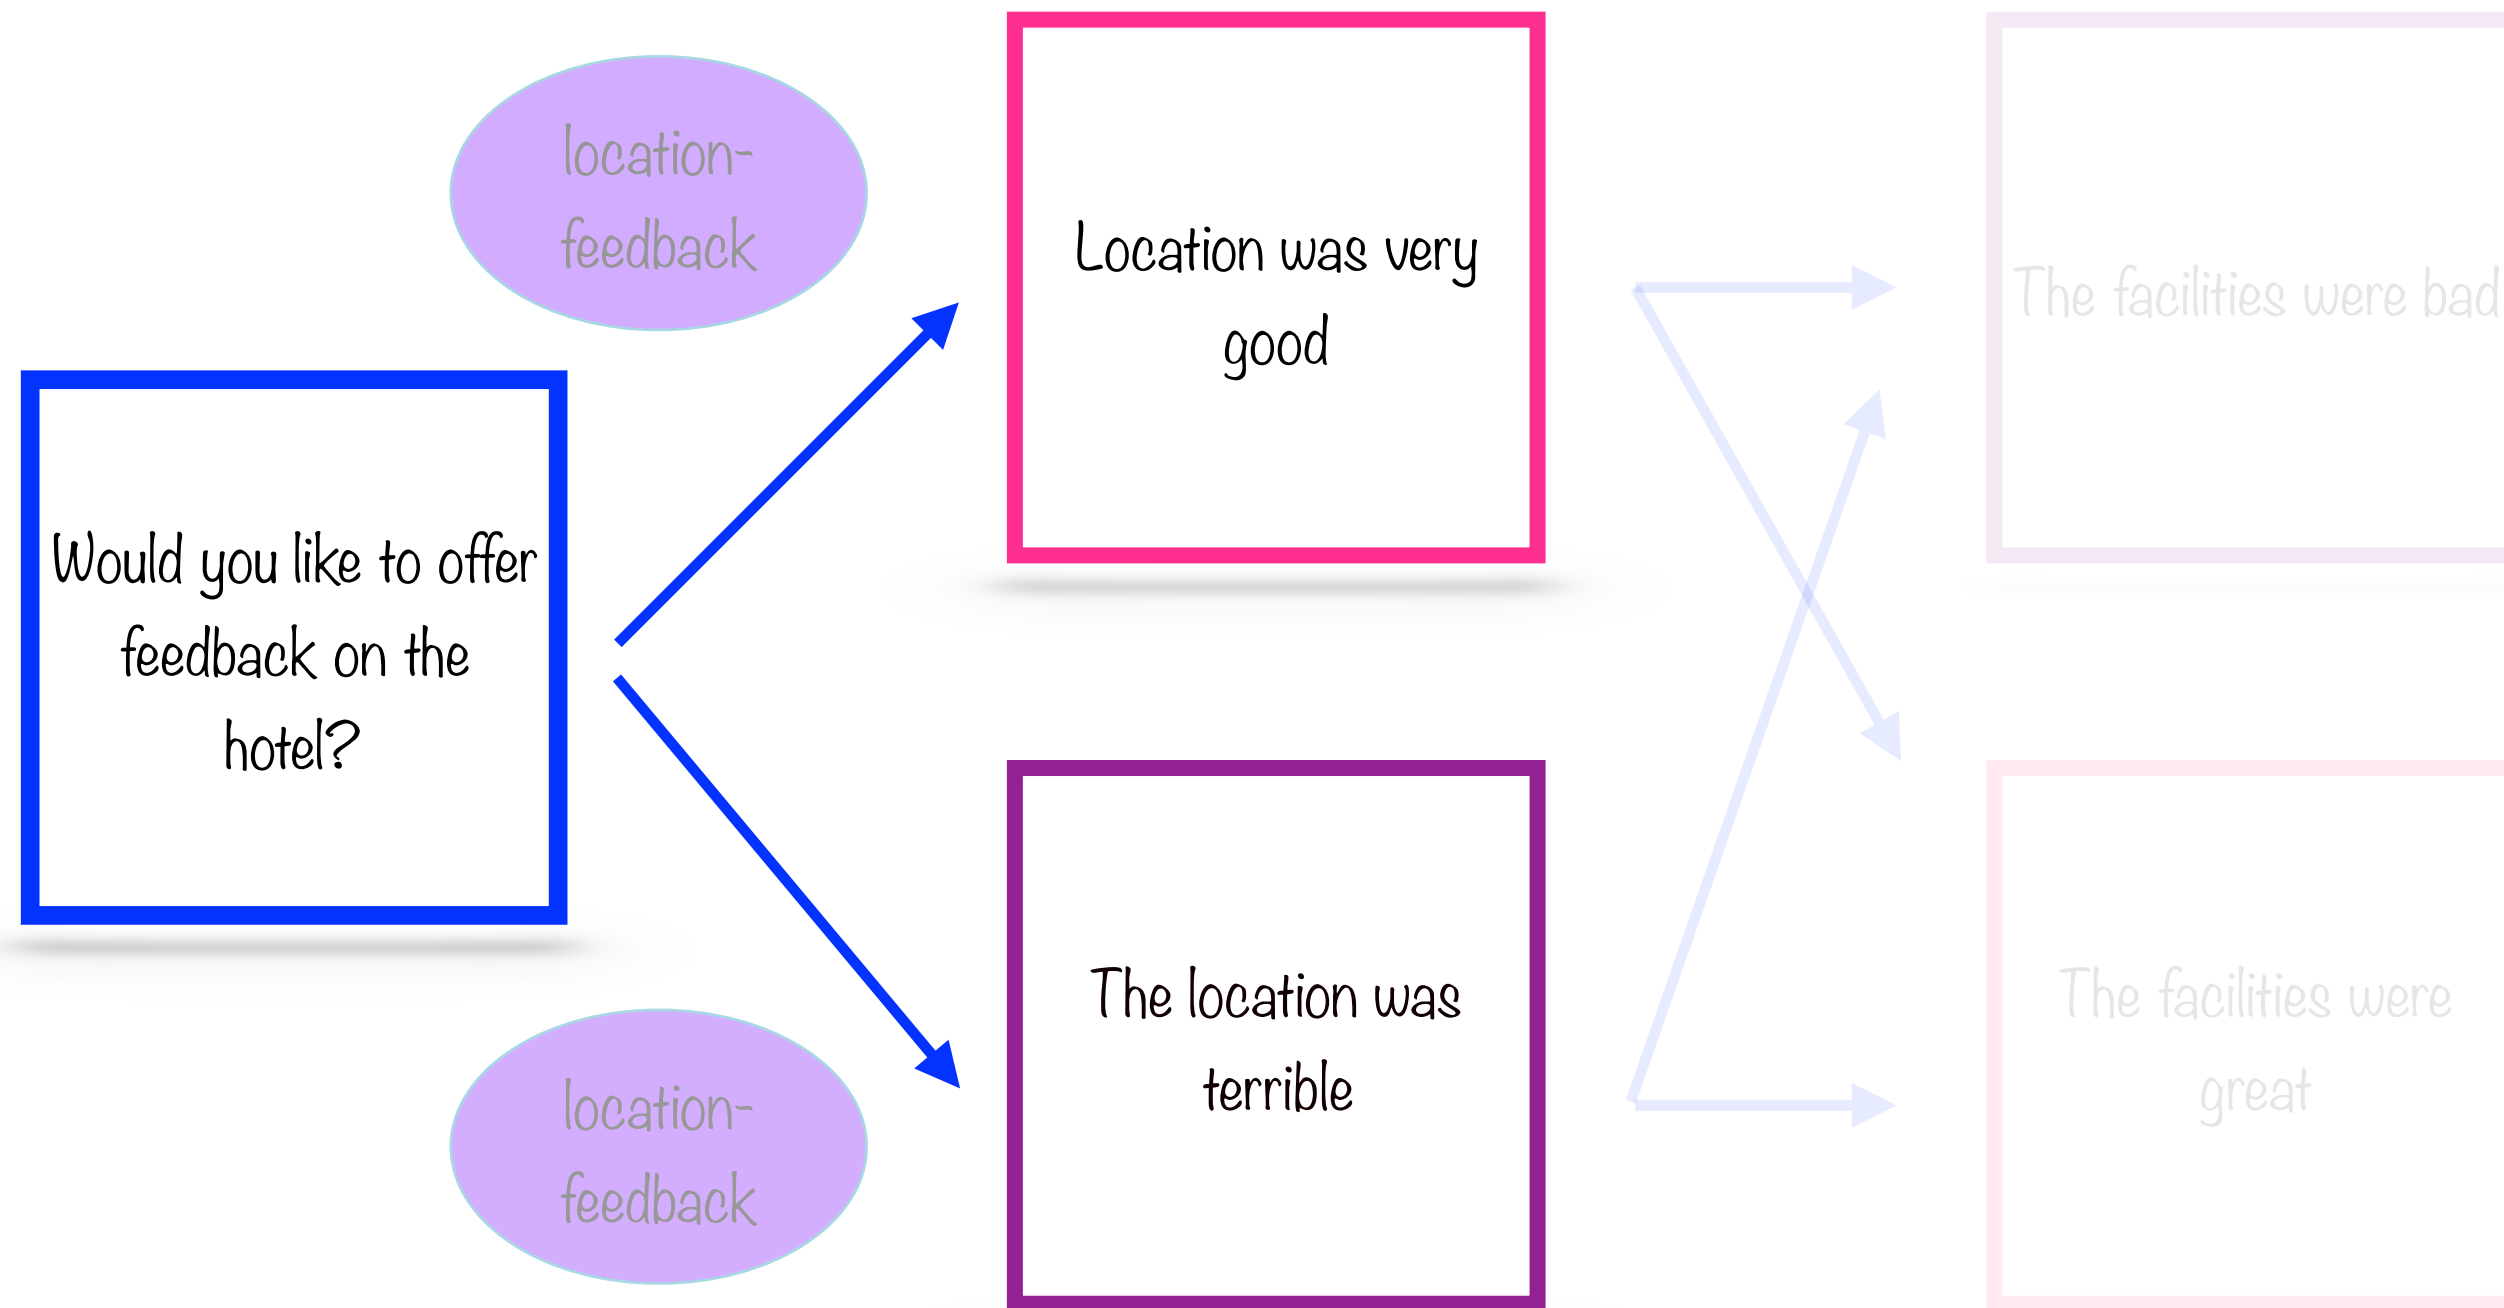 location-
feedback
Would you like to offer
feedback on the
hotel?
location-
feedback
Location was very
good
The location was
terrible
The facilities were bad
The facilities were
great